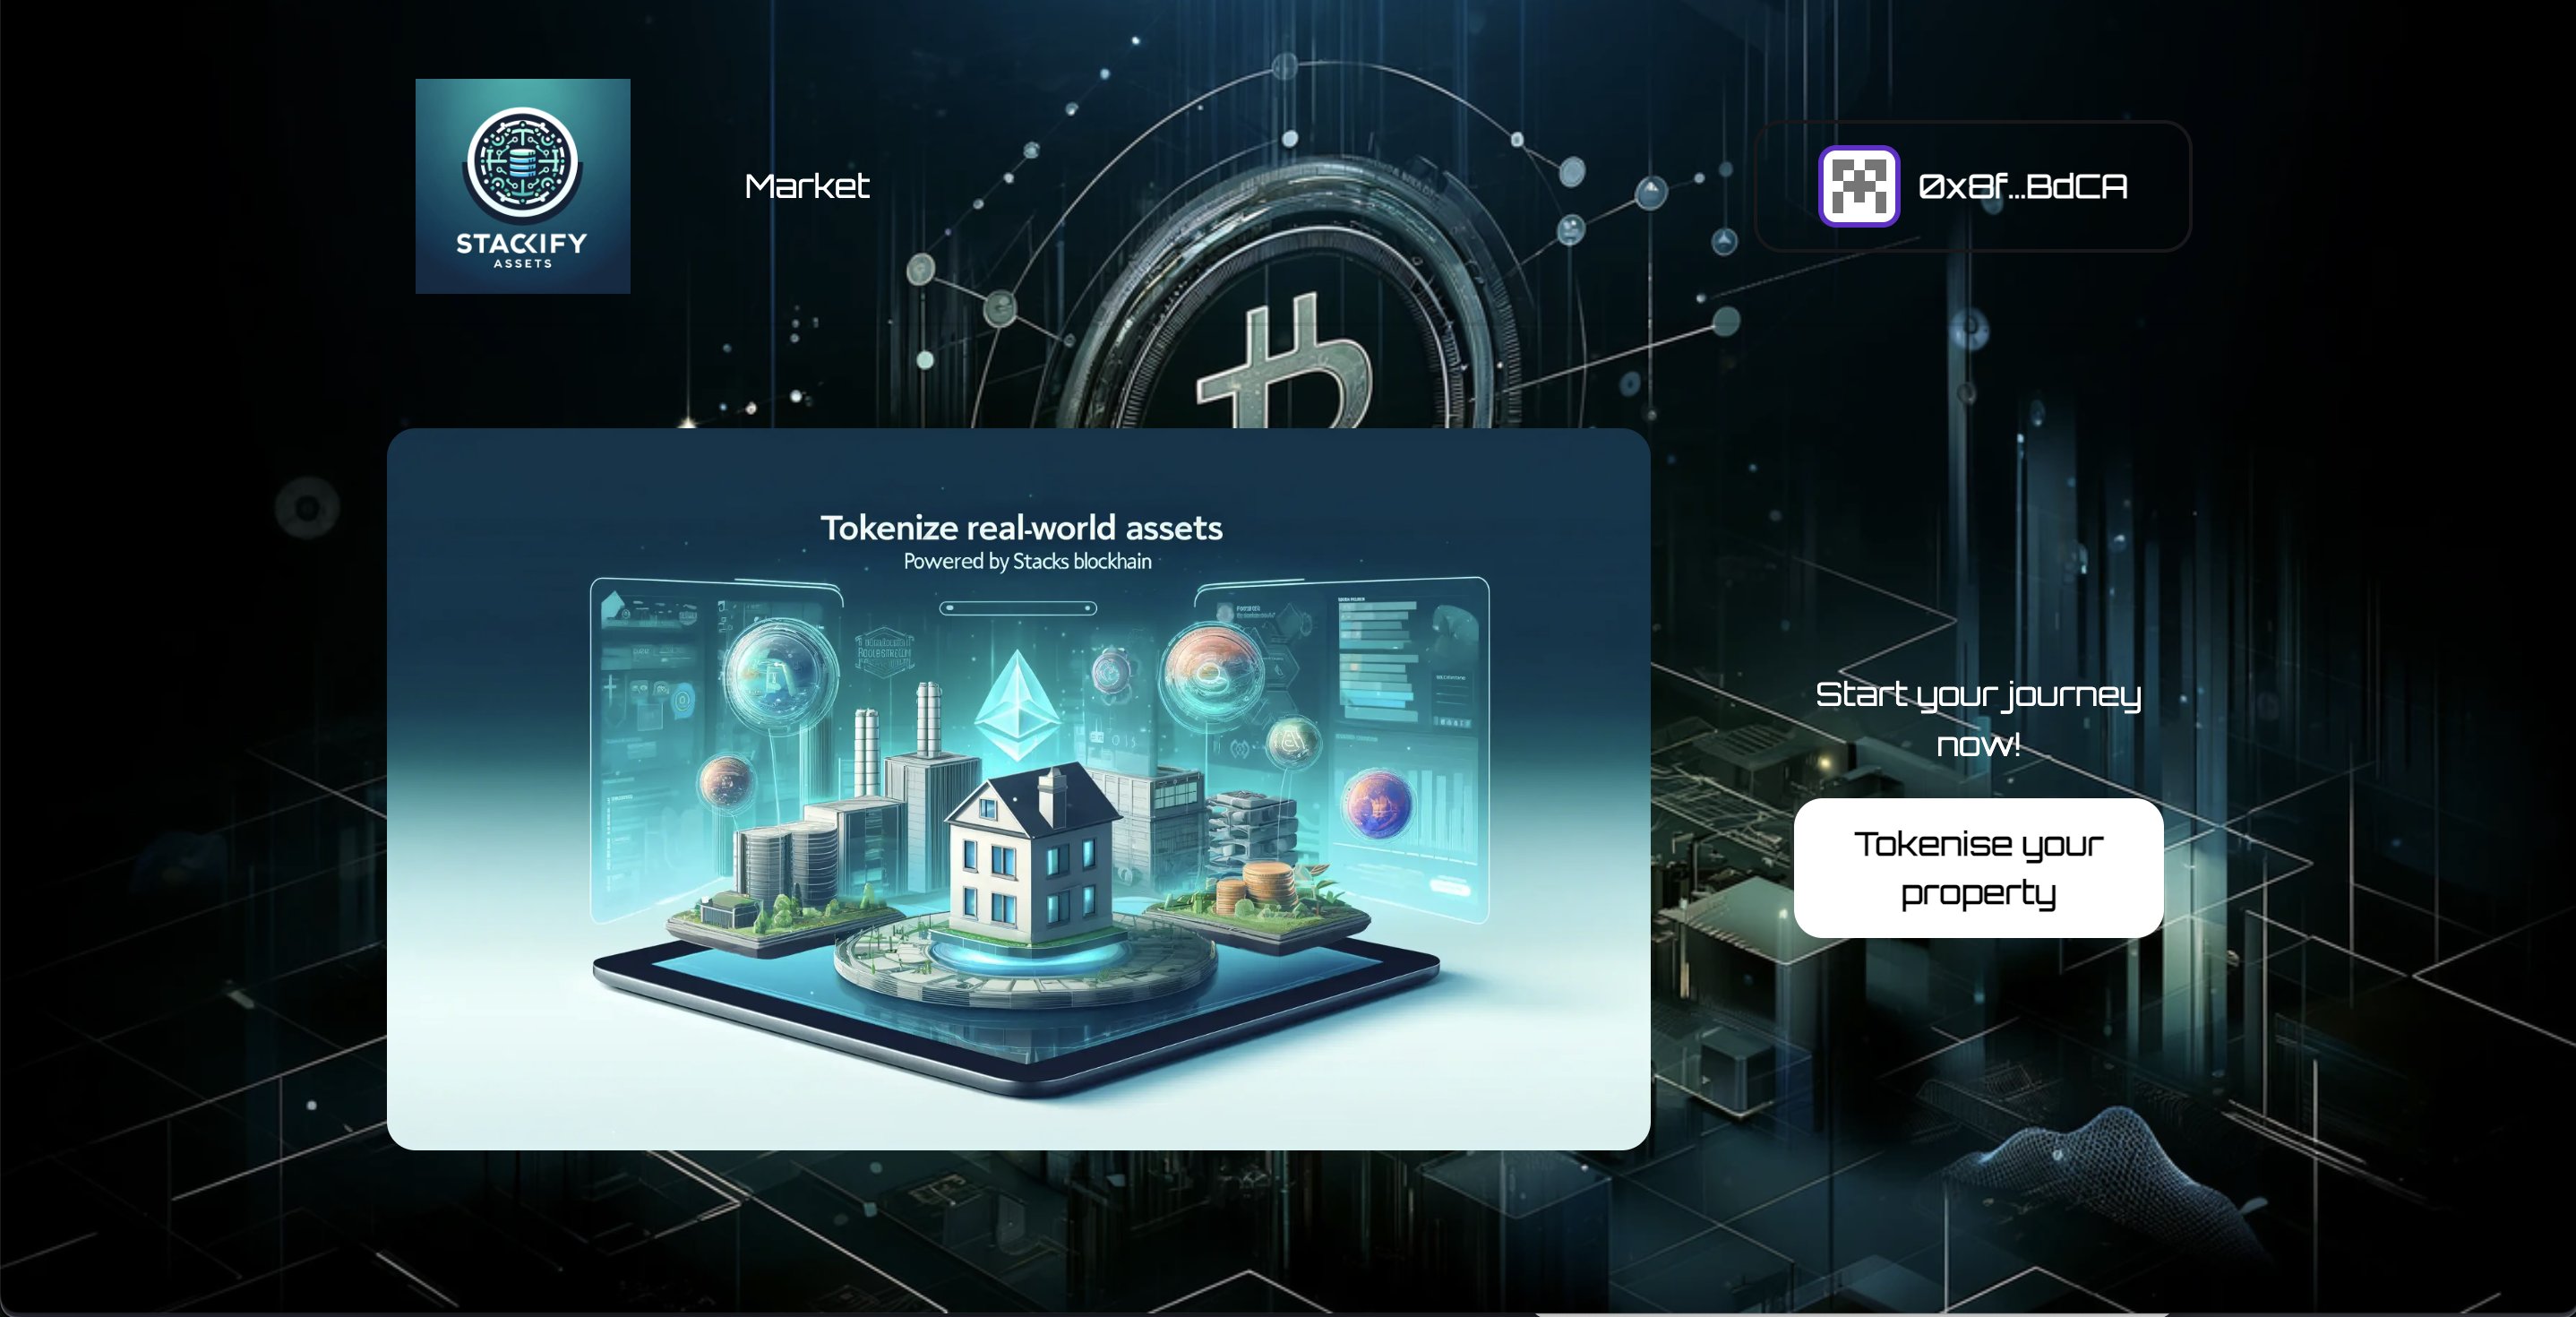 STACKIFY
ASSETS
Market
0x8f...BdCA
Tokenize real-world assets
Powered by Stacks blockhain
Start your journey
now!
Tokenise your
property